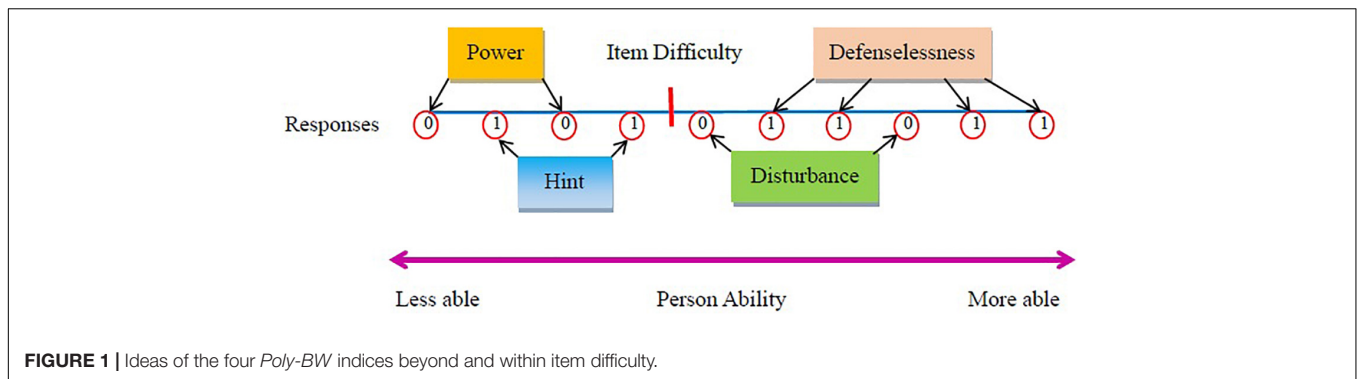 Power Item Difficulty Defenselessness
Responses 0 1 0 1 0 1 1 0 1 1
Hint Disturbance
Less able Person Ability More able
FIGURE 1 | Ideas of the four Poly-BW indices beyond and within item difficulty.